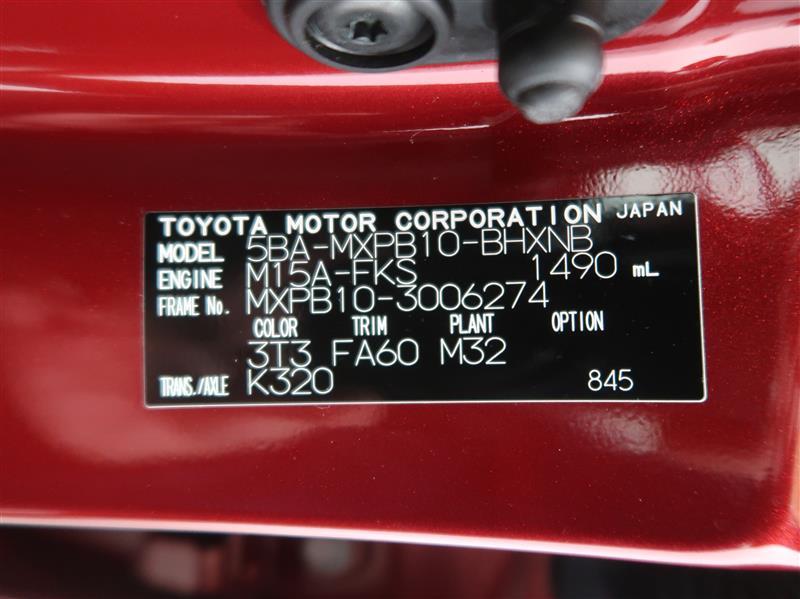 TOYOTA MOTOR CORPORATION JAPAN
MODEL 5BA-MXPB10-BHXNB
ENGINE M15A-FKS 1490 mL
FRAME No. MXPB10-3006274
COLOR TRIM PLANT OPTION
3T3 FA60 M32
TRANS./AXLE K320 845